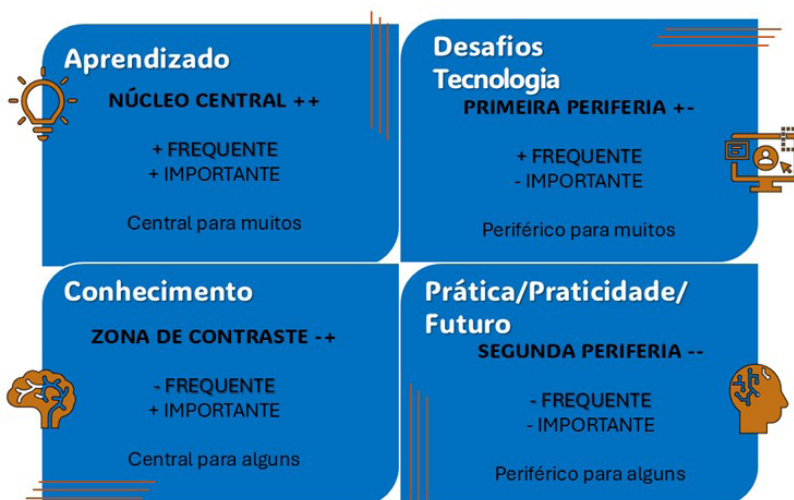 Aprendizado
NÚCLEO CENTRAL ++
+ FREQUENTE
+ IMPORTANTE
Central para muitos
Desafios
Tecnologia
PRIMEIRA PERIFERIA +-
+ FREQUENTE
- IMPORTANTE
Periférico para muitos
Conhecimento
ZONA DE CONTRASTE -+
- FREQUENTE
+ IMPORTANTE
Central para alguns
Prática/Praticidade/
Futuro
SEGUNDA PERIFERIA --
- FREQUENTE
- IMPORTANTE
Periférico para alguns